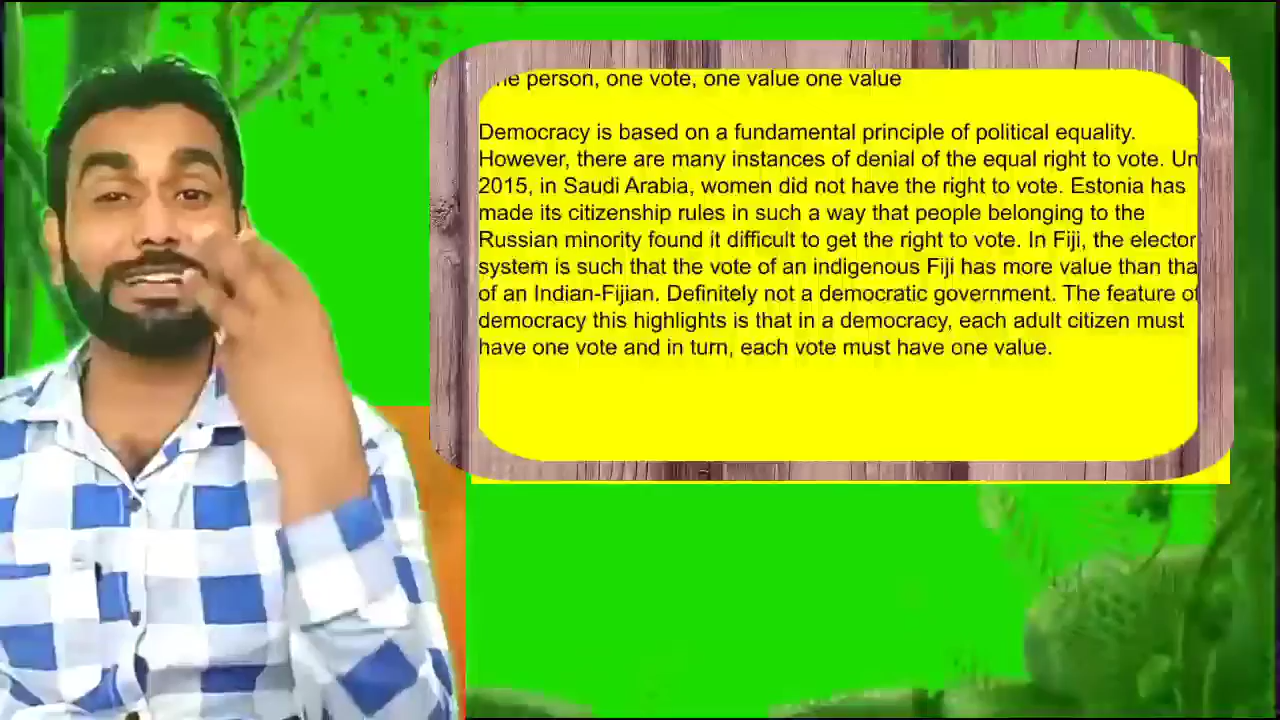 person, one vote, one value one value
Democracy is based on a fundamental principle of political equality.
However, there are many instances of denial of the equal right to vote. Un
2015, in Saudi Arabia, women did not have the right to vote. Estonia has
made its citizenship rules in such a way that people belonging to the
Russian minority found it difficult to get the right to vote. In Fiji, the elector
system is such that the vote of an indigenous Fiji has more value than tha
of an Indian-Fijian. Definitely not a democratic government. The feature of
democracy this highlights is that in a democracy, each adult citizen must
have one vote and in turn, each vote must have one value.